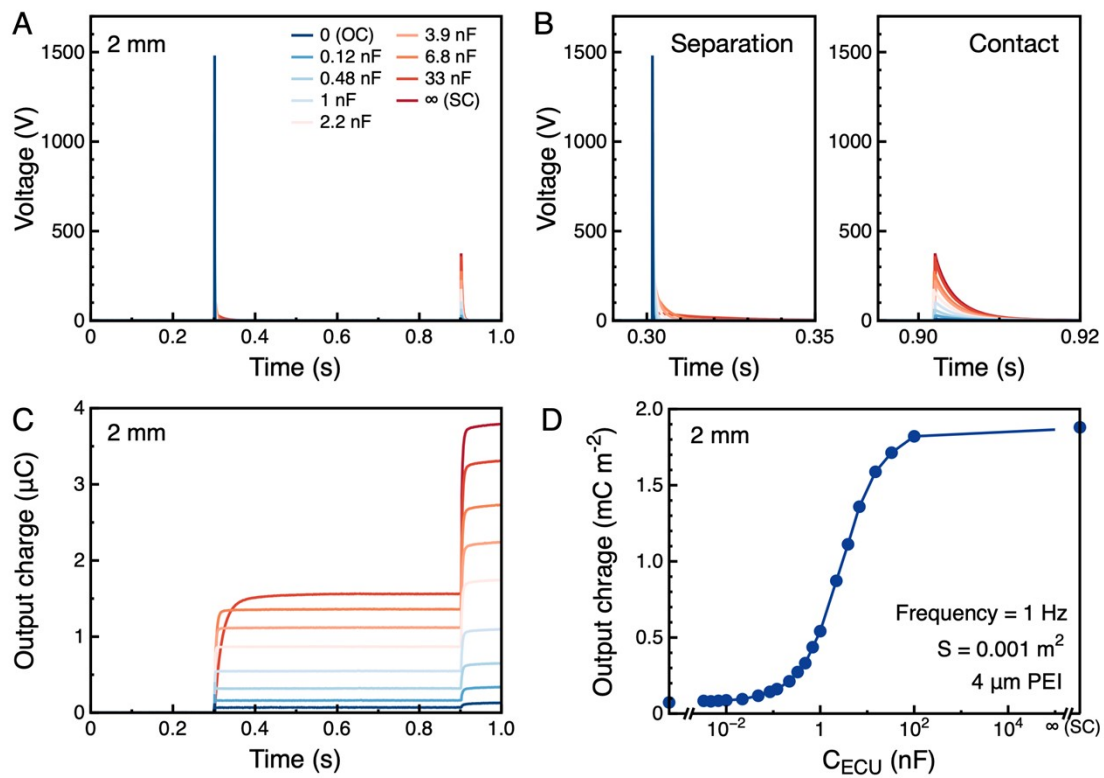 A
2 mm
0 (OC)
0.12 nF
0.48 nF
1 nF
2.2 nF
3.9 nF
6.8 nF
33 nF
∞ (SC)
1500
1000
500
0
Voltage (V)
0
0.2
0.4
0.6
0.8
1.0
Time (s)
B
Separation
1500
1000
500
0
Voltage (V)
0.30
0.35
Time (s)
Contact
1500
1000
500
0
0.90
0.92
Time (s)
C
2 mm
4
3
2
1
0
Output charge (μC)
0
0.2
0.4
0.6
0.8
1.0
Time (s)
D
2 mm
2.0
1.5
1.0
0.5
0
Output chrage (mC m⁻²)
Frequency = 1 Hz
S = 0.001 m²
4 μm PEI
10⁻²
1
10²
10⁴
∞ (SC)
C_ECU (nF)